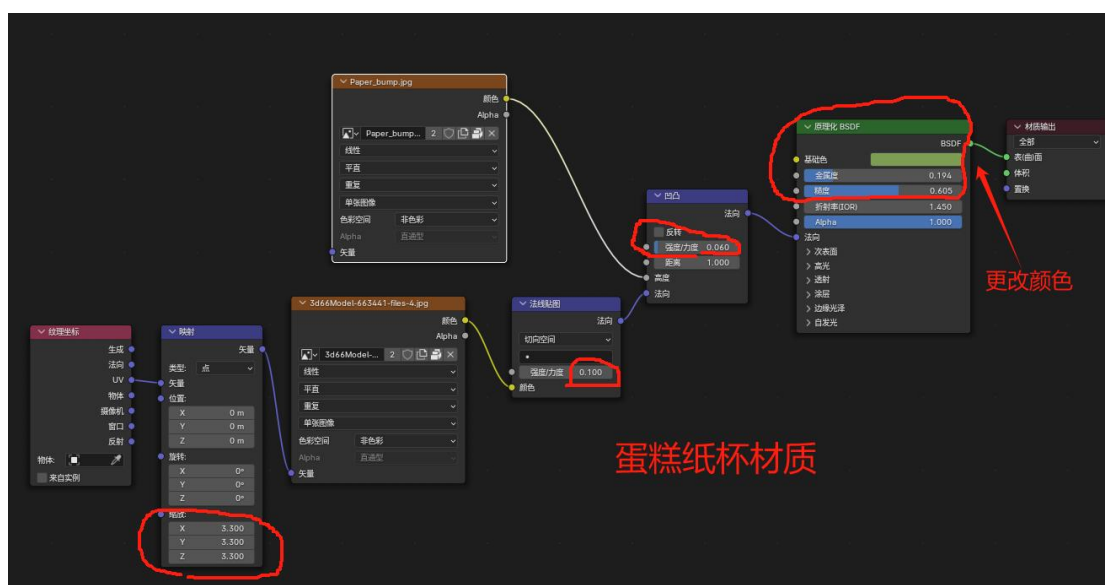 Paper_bump.jpg
颜色
Alpha
Paper_bump... 2
线性
平直
重复
单张图像
色彩空间 非色彩
Alpha 直通型
矢量
原理化 BSDF
BSDF
基础色
金属度 0.194
糙度 0.605
折射率(IOR) 1.450
Alpha 1.000
法向
次表面
高光
透射
涂层
边缘光泽
自发光
材质输出
全部
表(曲)面
体积
置换
更改颜色
凹凸
法向
反转
强度/力度 0.060
距离 1.000
高度
法向
3d66Model-663441-files-4.jpg
颜色
Alpha
3d66Model-... 2
线性
平直
重复
单张图像
色彩空间 非色彩
Alpha 直通型
矢量
法线贴图
法向
切向空间
强度/力度 0.100
颜色
纹理坐标
生成
法向
UV
物体
摄像机
窗口
反射
物体:
来自实例
映射
矢量
类型: 点
矢量
位置:
X 0 m
Y 0 m
Z 0 m
旋转:
X 0°
Y 0°
Z 0°
缩放:
X 3.300
Y 3.300
Z 3.300
蛋糕纸杯材质